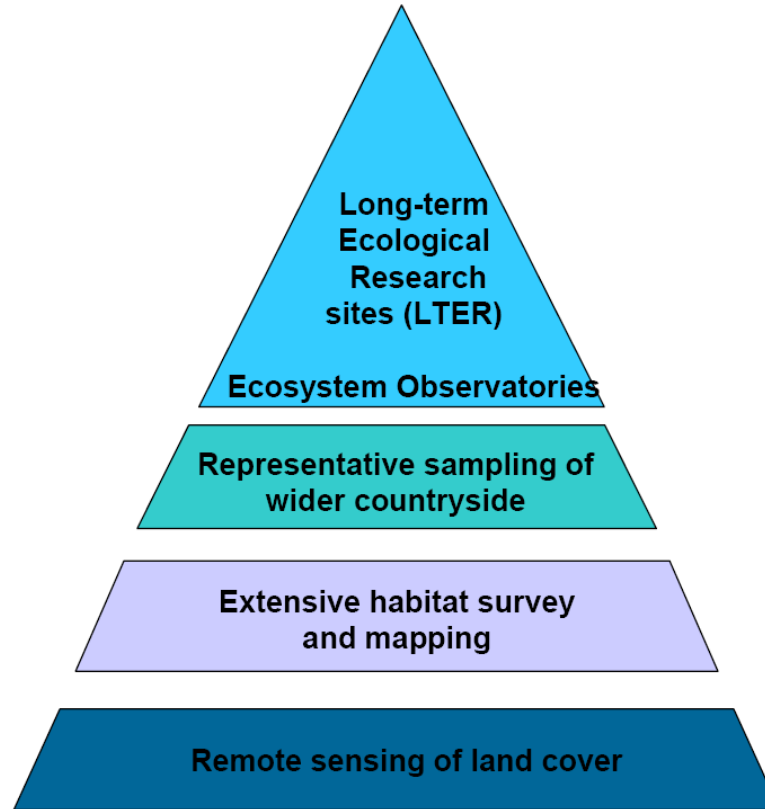 Long-term
Ecological
Research
sites (LTER)
Ecosystem Observatories
Representative sampling of
wider countryside
Extensive habitat survey
and mapping
Remote sensing of land cover